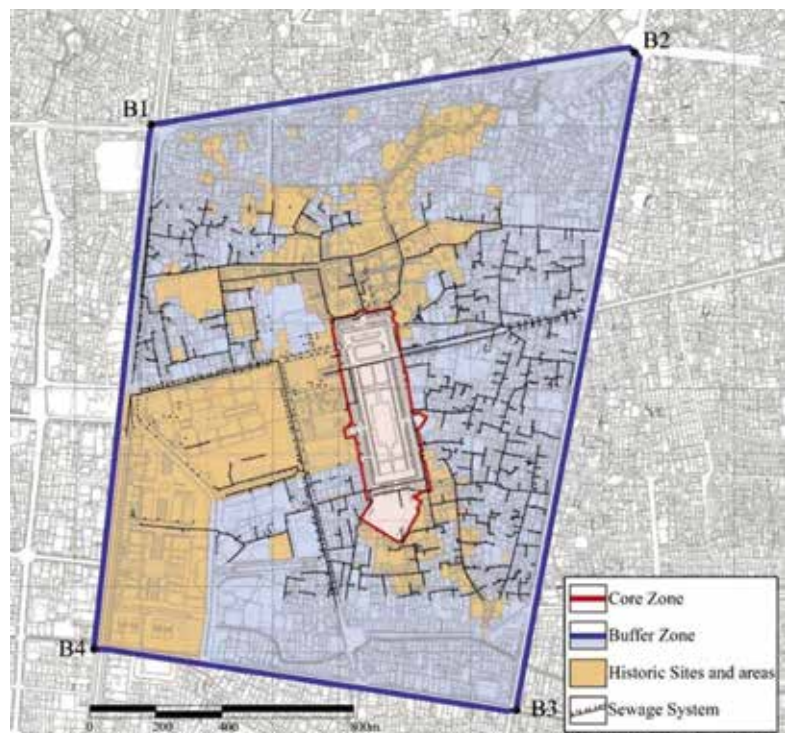 B2
B1
Core Zone
Buffer Zone
B4
Historic Sites and areas
Sewage System
B3
0 200 400 800m